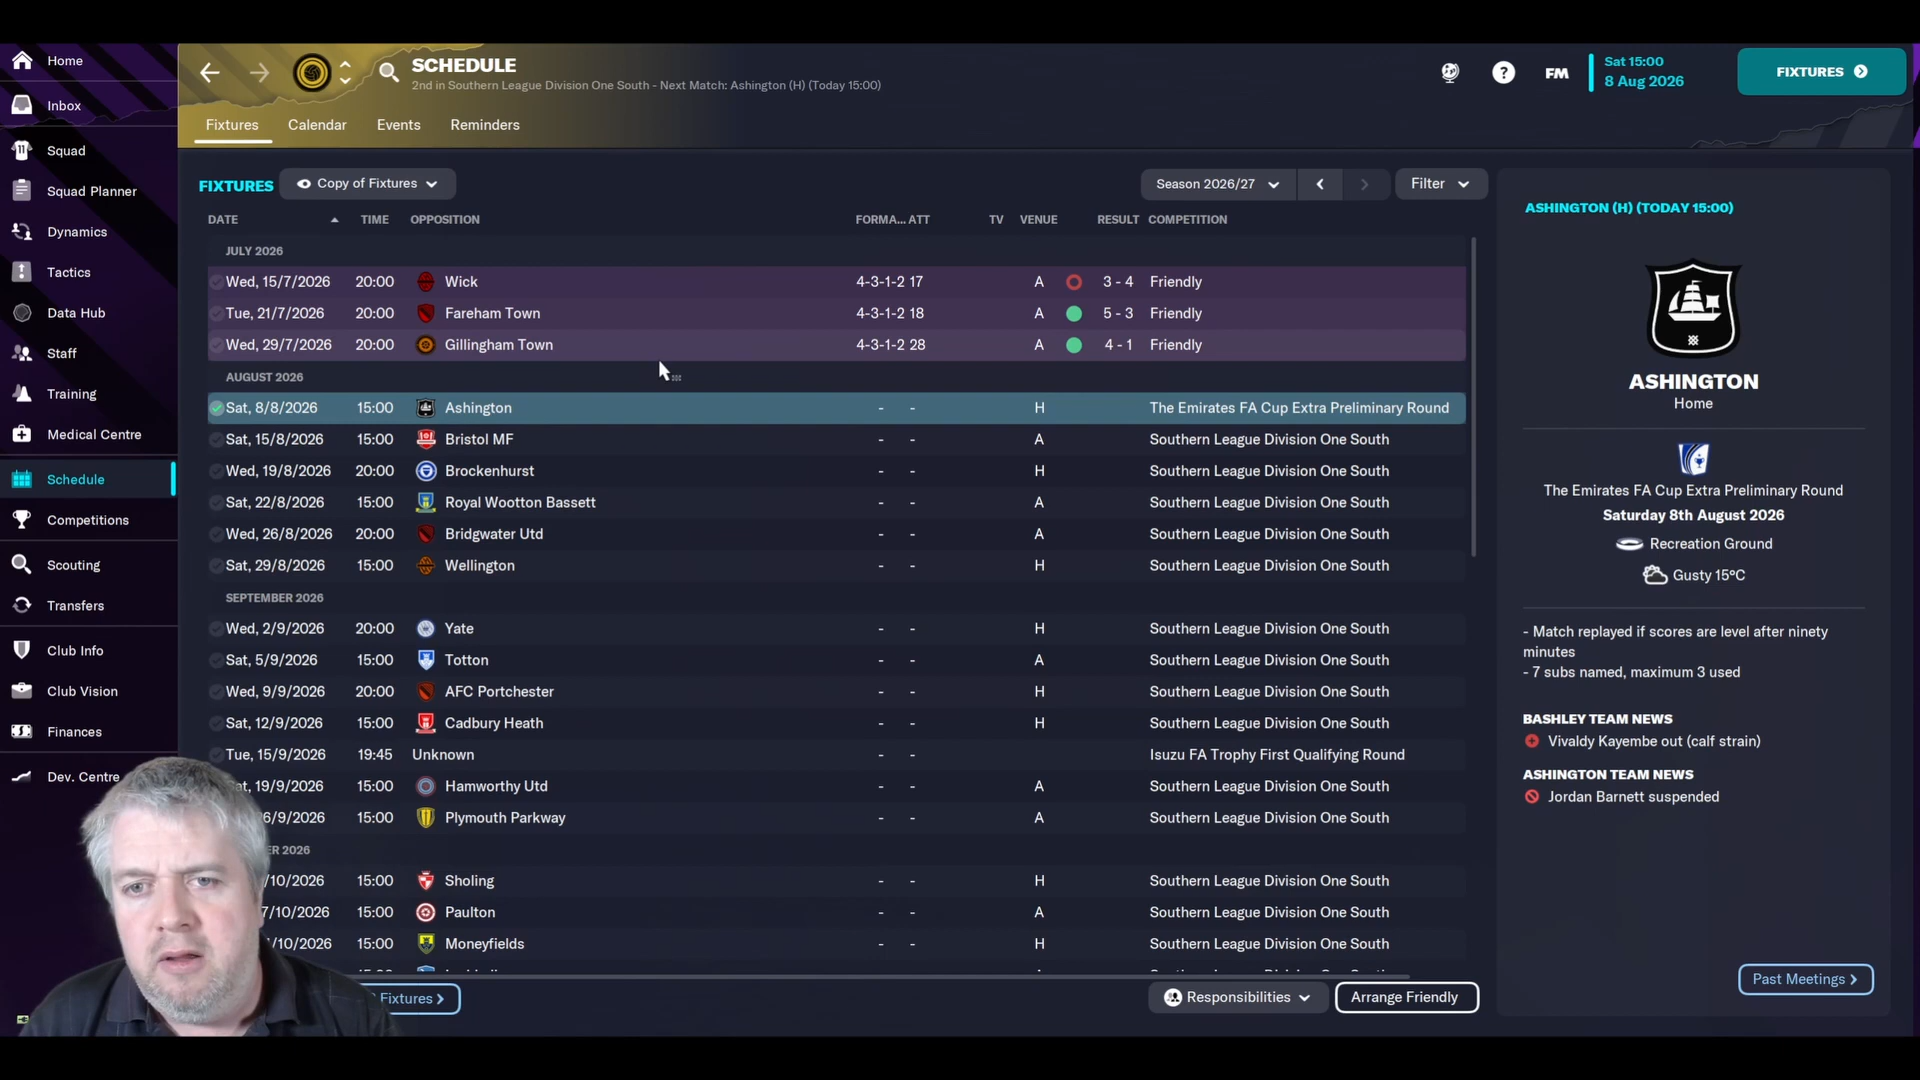 Home
Inbox
Squad
Squad Planner
Dynamics
Tactics
Data Hub
Staff
Training
Medical Centre
Schedule
Competitions
Scouting
Transfers
Club Info
Club Vision
Finances
Dev. Centre
SCHEDULE
2nd in Southern League Division One South - Next Match: Ashington (H) (Today 15:00)
FM
Sat 15:00
8 Aug 2026
FIXTURES
Fixtures Calendar Events Reminders
FIXTURES Copy of Fixtures Season 2026/27 Filter
DATE TIME OPPOSITION FORMA... ATT TV VENUE RESULT COMPETITION
JULY 2026
Wed, 15/7/2026 20:00 Wick 4-3-1-2 17 A 3 - 4 Friendly
Tue, 21/7/2026 20:00 Fareham Town 4-3-1-2 18 A 5 - 3 Friendly
Wed, 29/7/2026 20:00 Gillingham Town 4-3-1-2 28 A 4 - 1 Friendly
AUGUST 2026
Sat, 8/8/2026 15:00 Ashington - - H The Emirates FA Cup Extra Preliminary Round
Sat, 15/8/2026 15:00 Bristol MF - - A Southern League Division One South
Wed, 19/8/2026 20:00 Brockenhurst - - H Southern League Division One South
Sat, 22/8/2026 15:00 Royal Wootton Bassett - - A Southern League Division One South
Wed, 26/8/2026 20:00 Bridgwater Utd - - A Southern League Division One South
Sat, 29/8/2026 15:00 Wellington - - H Southern League Division One South
SEPTEMBER 2026
Wed, 2/9/2026 20:00 Yate - - H Southern League Division One South
Sat, 5/9/2026 15:00 Totton - - A Southern League Division One South
Wed, 9/9/2026 20:00 AFC Portchester - - H Southern League Division One South
Sat, 12/9/2026 15:00 Cadbury Heath - - H Southern League Division One South
Tue, 15/9/2026 19:45 Unknown - - Isuzu FA Trophy First Qualifying Round
at, 19/9/2026 15:00 Hamworthy Utd - - A Southern League Division One South
6/9/2026 15:00 Plymouth Parkway - - A Southern League Division One South
ER 2026
/10/2026 15:00 Sholing - - H Southern League Division One South
7/10/2026 15:00 Paulton - - A Southern League Division One South
/10/2026 15:00 Moneyfields - - H Southern League Division One South
Fixtures Responsibilities Arrange Friendly
ASHINGTON (H) (TODAY 15:00)
ASHINGTON
Home
The Emirates FA Cup Extra Preliminary Round
Saturday 8th August 2026
Recreation Ground
Gusty 15°C
- Match replayed if scores are level after ninety
minutes
- 7 subs named, maximum 3 used
BASHLEY TEAM NEWS
Vivaldy Kayembe out (calf strain)
ASHINGTON TEAM NEWS
Jordan Barnett suspended
Past Meetings